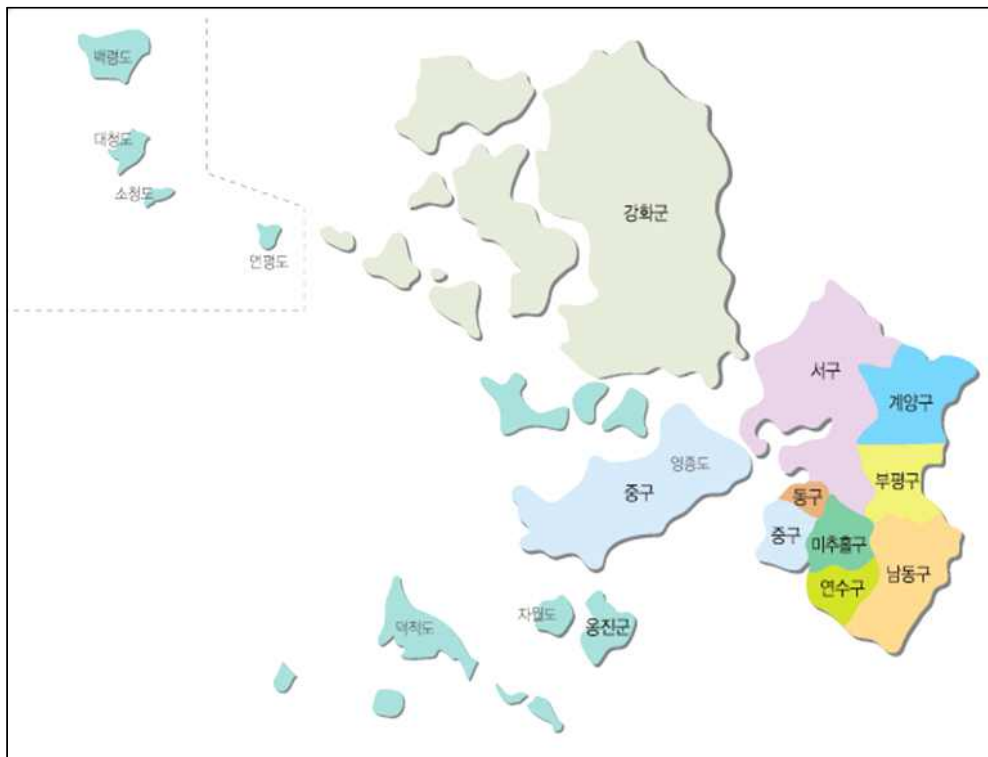 백령도
대청도
소청도
연평도
강화군
서구
계양구
영종도
중구
부평구
동구
중구
미추홀구
연수구
남동구
덕적도
자월도
옹진군